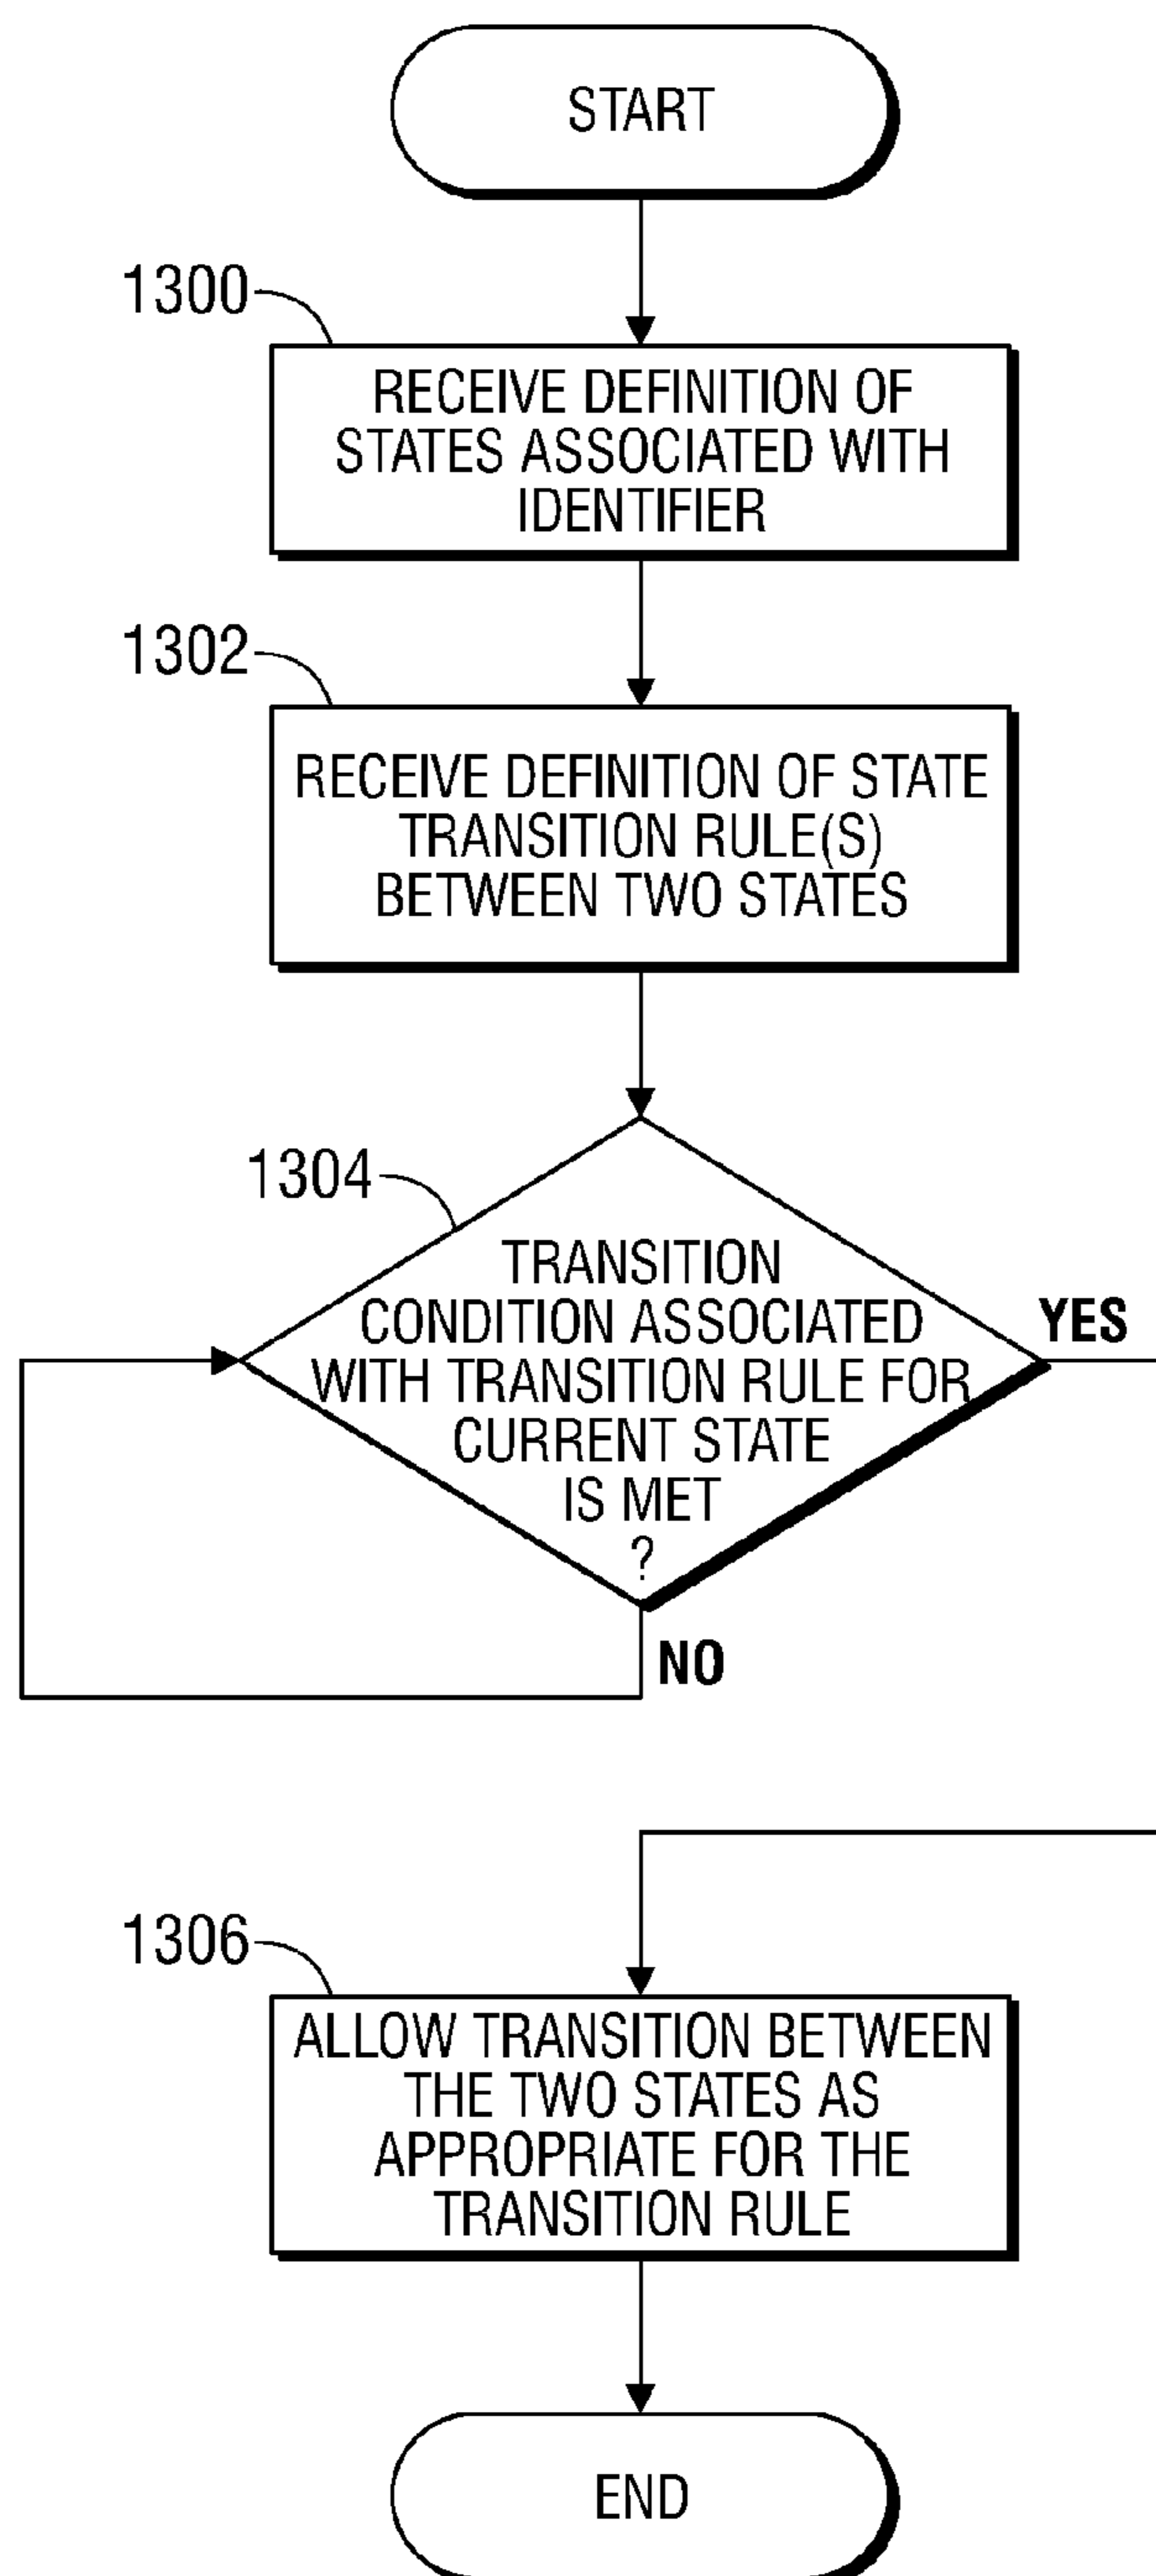 START
1300
RECEIVE DEFINITION OF
STATES ASSOCIATED WITH
IDENTIFIER
1302
RECEIVE DEFINITION OF STATE
TRANSITION RULE(S)
BETWEEN TWO STATES
1304
TRANSITION
CONDITION ASSOCIATED
WITH TRANSITION RULE FOR
CURRENT STATE
IS MET
?
YES
NO
1306
ALLOW TRANSITION BETWEEN
THE TWO STATES AS
APPROPRIATE FOR THE
TRANSITION RULE
END